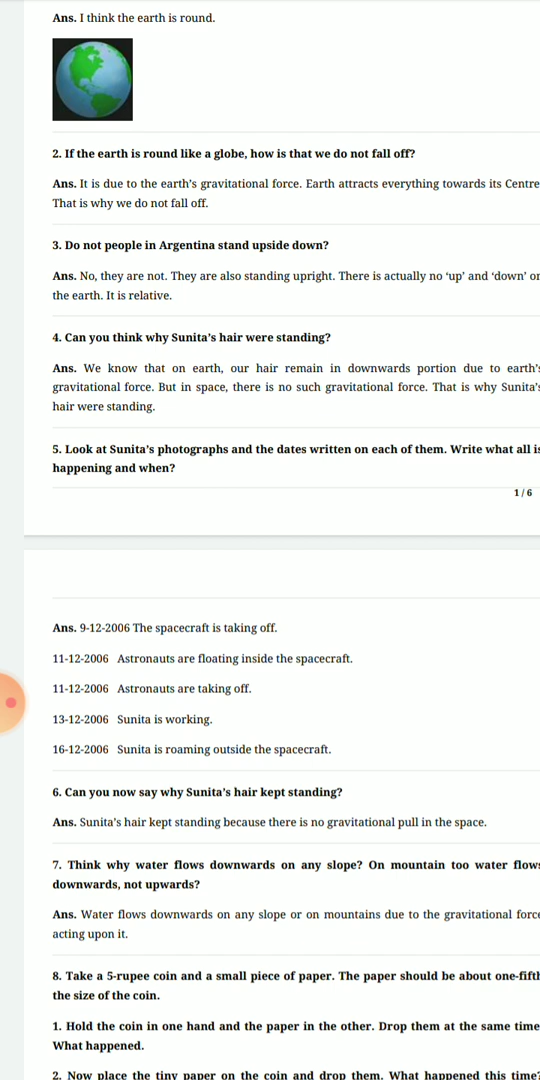 Ans. I think the earth is round.
2. If the earth is round like a globe, how is that we do not fall off?
Ans. It is due to the earth’s gravitational force. Earth attracts everything towards its Centre
That is why we do not fall off.
3. Do not people in Argentina stand upside down?
Ans. No, they are not. They are also standing upright. There is actually no ‘up’ and ‘down’ or
the earth. It is relative.
4. Can you think why Sunita’s hair were standing?
Ans. We know that on earth, our hair remain in downwards portion due to earth’s
gravitational force. But in space, there is no such gravitational force. That is why Sunita’s
hair were standing.
5. Look at Sunita’s photographs and the dates written on each of them. Write what all is
happening and when?
1 / 6
Ans. 9-12-2006 The spacecraft is taking off.
11-12-2006 Astronauts are floating inside the spacecraft.
11-12-2006 Astronauts are taking off.
13-12-2006 Sunita is working.
16-12-2006 Sunita is roaming outside the spacecraft.
6. Can you now say why Sunita’s hair kept standing?
Ans. Sunita’s hair kept standing because there is no gravitational pull in the space.
7. Think why water flows downwards on any slope? On mountain too water flows
downwards, not upwards?
Ans. Water flows downwards on any slope or on mountains due to the gravitational force
acting upon it.
8. Take a 5-rupee coin and a small piece of paper. The paper should be about one-fifth
the size of the coin.
1. Hold the coin in one hand and the paper in the other. Drop them at the same time
What happened.
2. Now place the tiny paper on the coin and drop them. What happened this time?